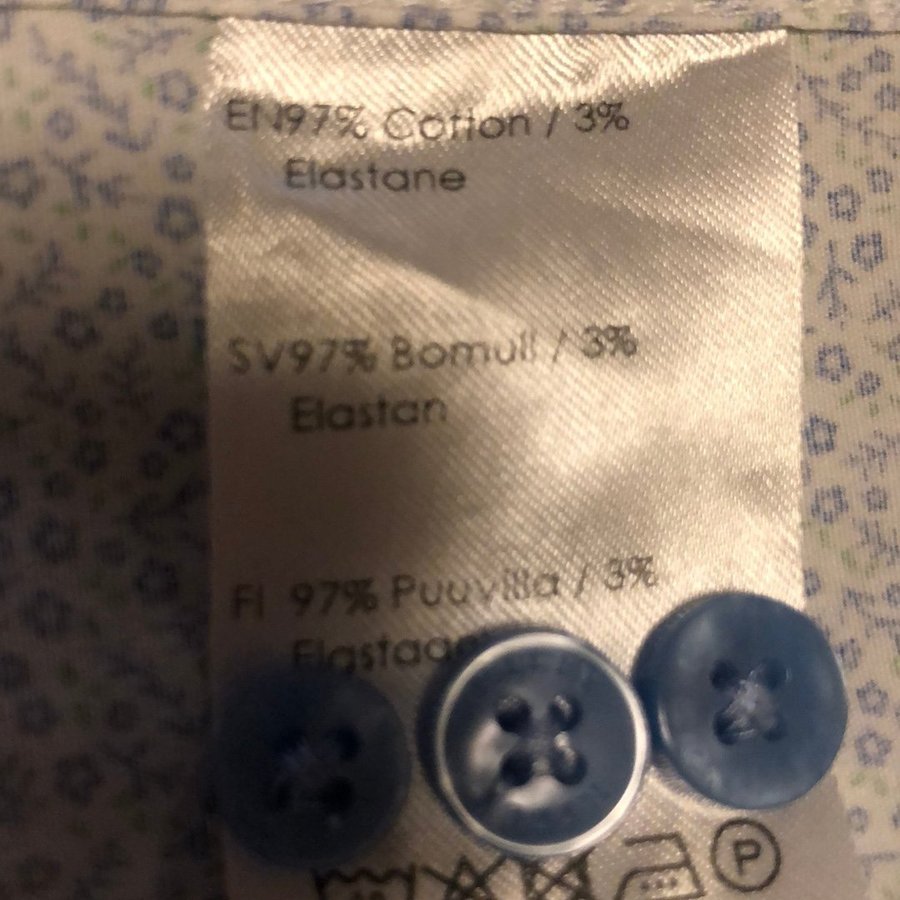 EN97% Cotton / 3%
Elastane
SV97% Bomull / 3%
Elastan
FI 97% Puuvilla / 3%
P